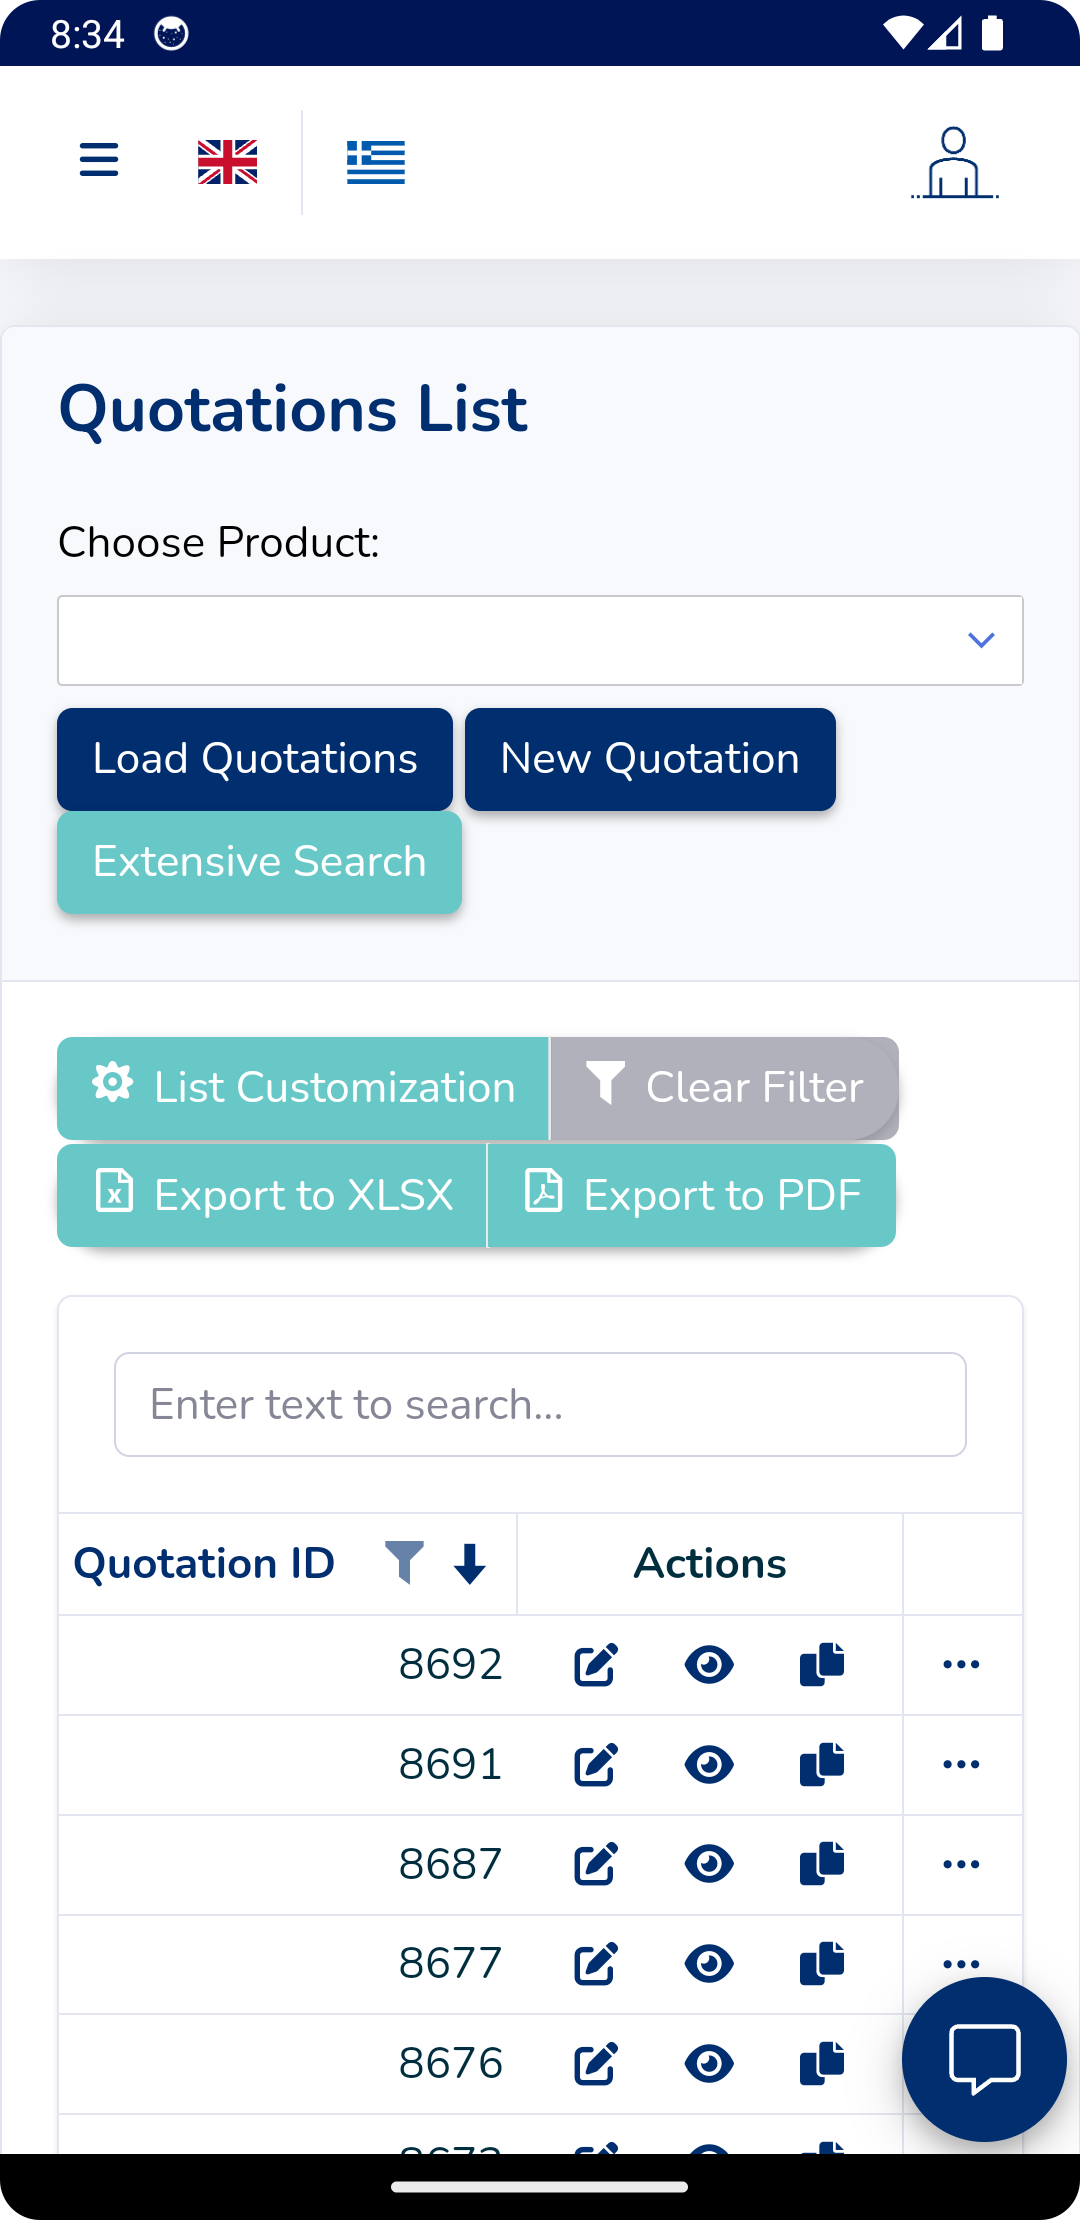 8:34
Quotations List
Choose Product:
Load Quotations New Quotation
Extensive Search
List Customization Clear Filter
Export to XLSX Export to PDF
Enter text to search...
Quotation ID Actions
8692
8691
8687
8677
8676